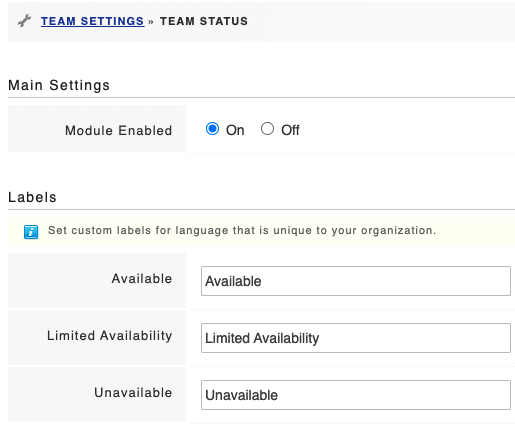 TEAM SETTINGS » TEAM STATUS
Main Settings
Module Enabled On Off
Labels
Set custom labels for language that is unique to your organization.
Available Available
Limited Availability Limited Availability
Unavailable Unavailable